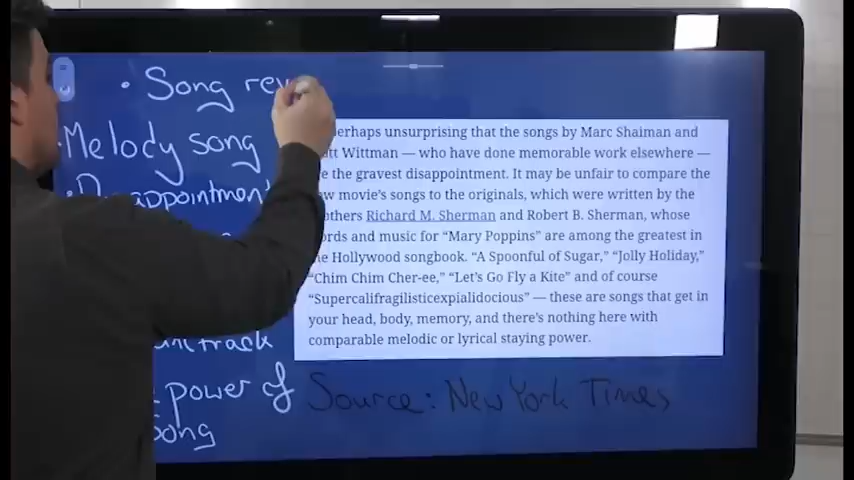 • Song rev
Melody song
appointment
power of
song
erhaps unsurprising that the songs by Marc Shaiman and
tt Wittman — who have done memorable work elsewhere —
e the gravest disappointment. It may be unfair to compare the
w movie's songs to the originals, which were written by the
others Richard M. Sherman and Robert B. Sherman, whose
ords and music for “Mary Poppins” are among the greatest in
e Hollywood songbook. “A Spoonful of Sugar,” “Jolly Holiday,”
“Chim Chim Cher-ee,” “Let's Go Fly a Kite” and of course
“Supercalifragilisticexpialidocious” — these are songs that get in
your head, body, memory, and there's nothing here with
comparable melodic or lyrical staying power.
Source: New York Times